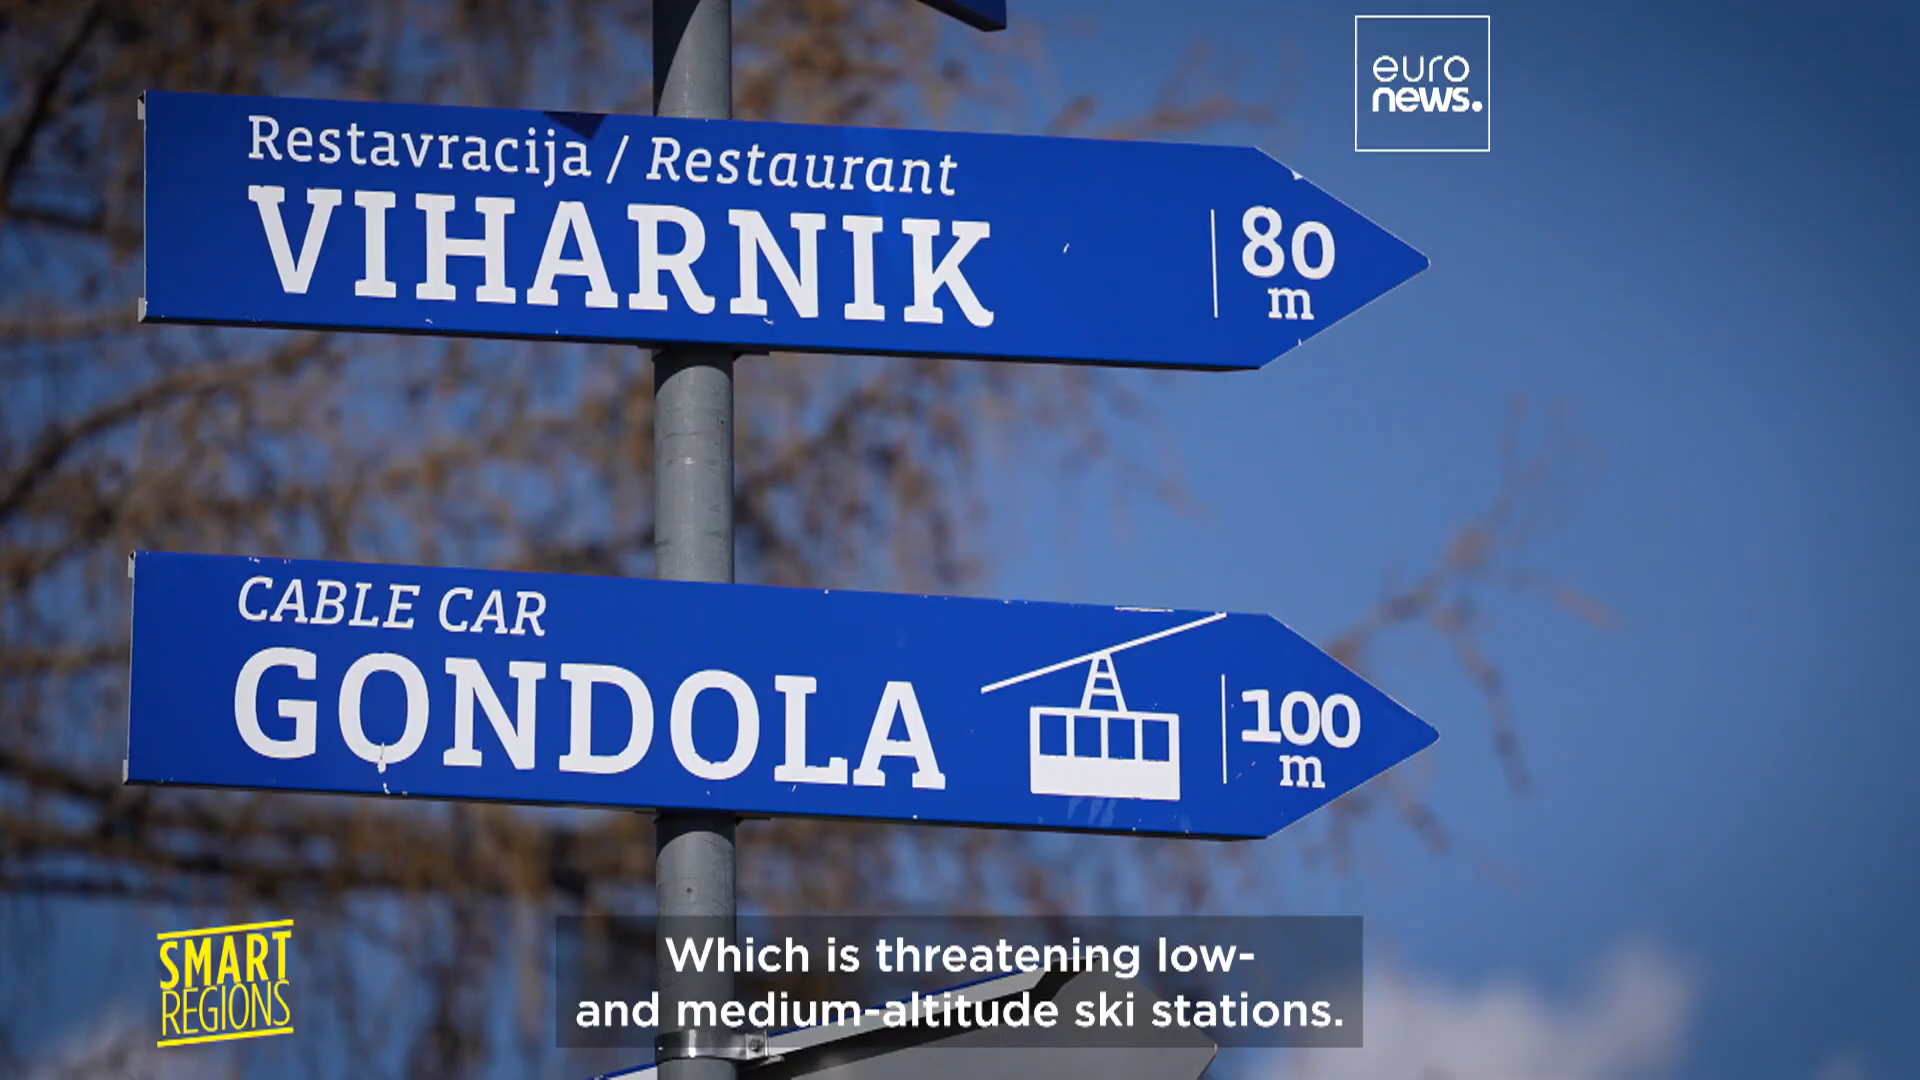 euro
news.
Restavracija / Restaurant
VIHARNIK
80
m
CABLE CAR
GONDOLA
100
m
SMART
REGIONS
Which is threatening low-
and medium-altitude ski stations.